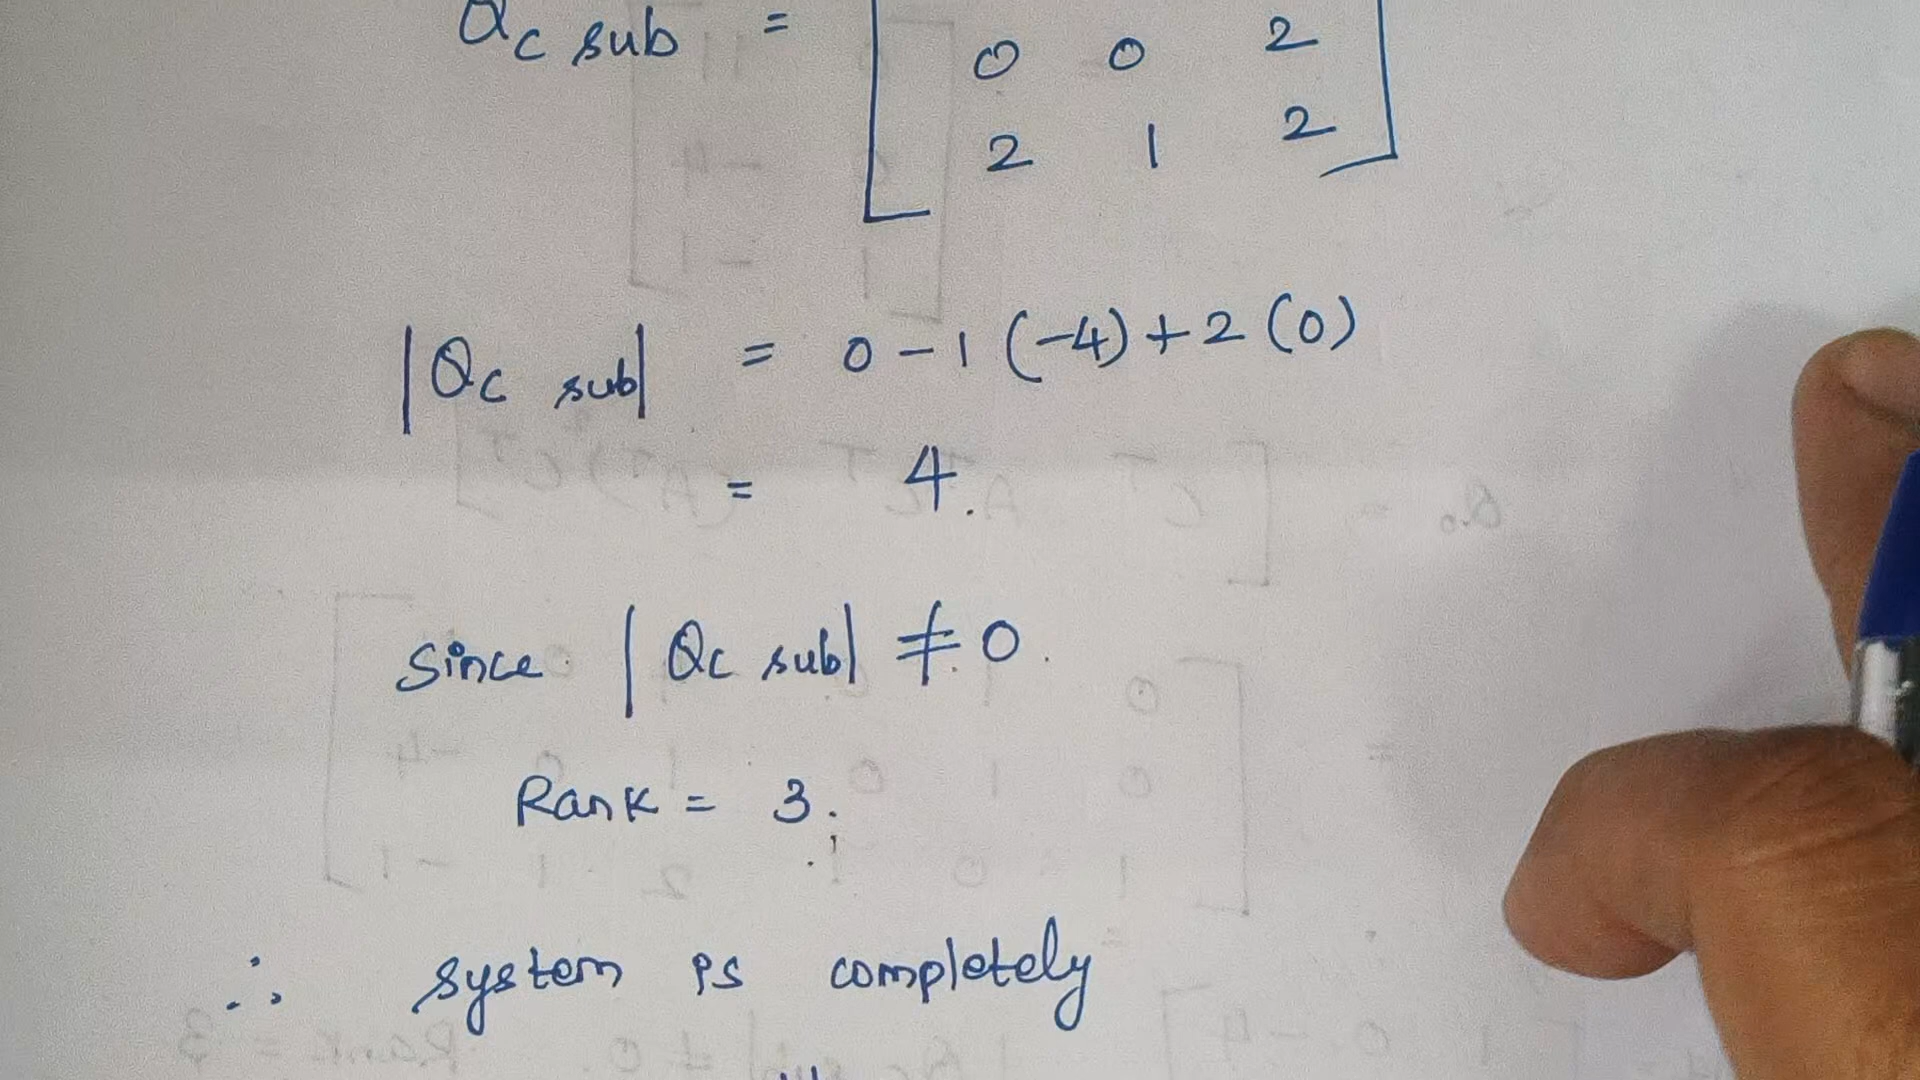 Qc sub =
0 0 2
2 1 2
|Qc sub| = 0 - 1 (-4) + 2 (0)
= 4.
Since |Qc sub| ≠ 0.
Rank = 3.
∴ system is completely